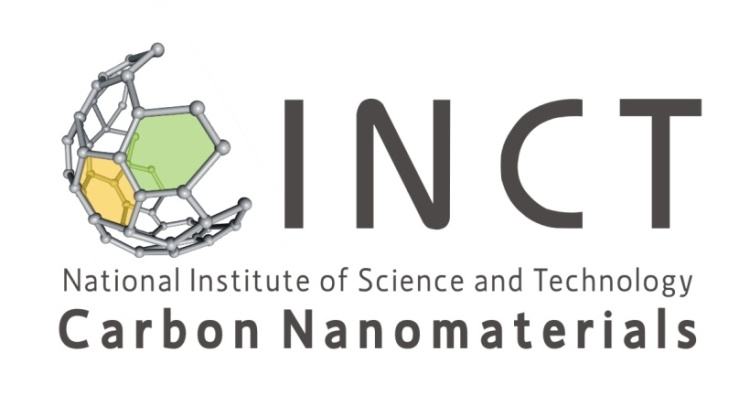 INCT
National Institute of Science and Technology
Carbon Nanomaterials